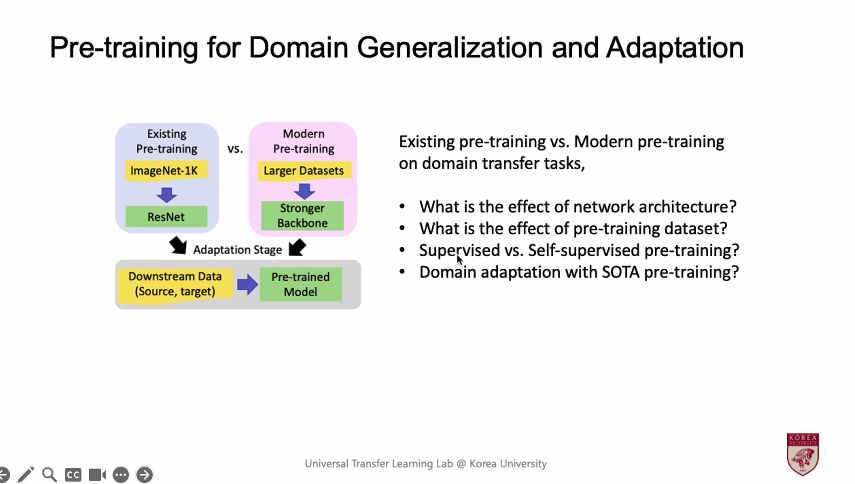 Pre-training for Domain Generalization and Adaptation
Existing
Pre-training
ImageNet-1K
ResNet
vs.
Modern
Pre-training
Larger Datasets
Stronger
Backbone
Adaptation Stage
Downstream Data
(Source, target)
Pre-trained
Model
Existing pre-training vs. Modern pre-training
on domain transfer tasks,
• What is the effect of network architecture?
• What is the effect of pre-training dataset?
• Supervised vs. Self-supervised pre-training?
• Domain adaptation with SOTA pre-training?
CC
Universal Transfer Learning Lab @ Korea University
KOREA